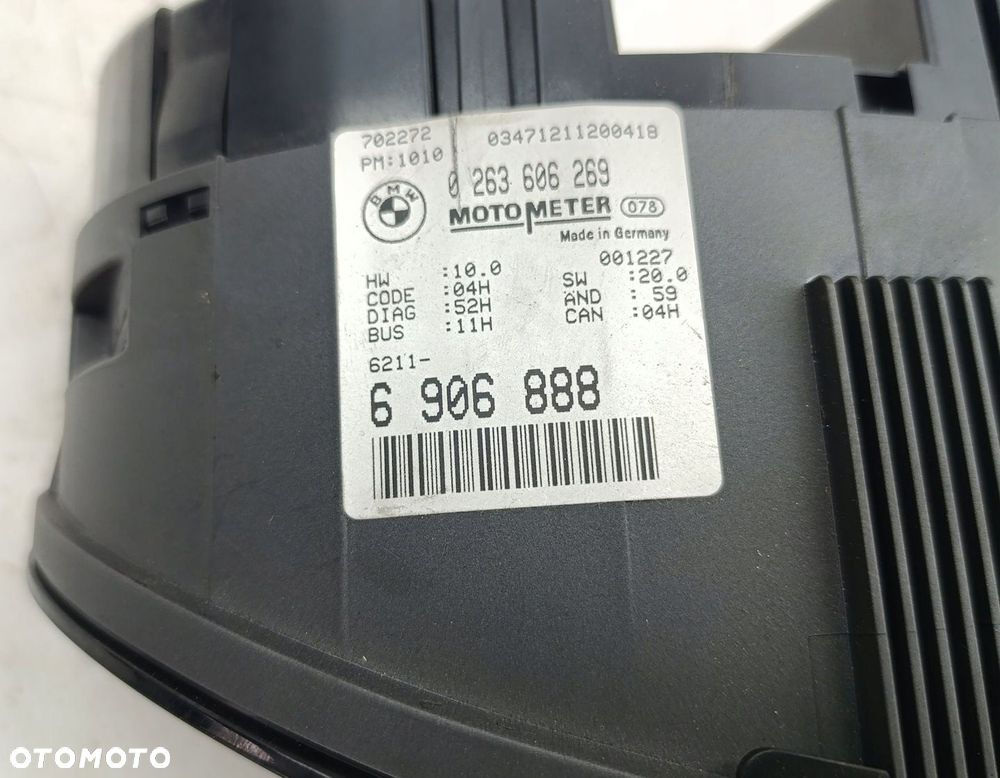 702272 03471211200418
PM:1010
0 263 606 269
BMW
MOTOMETER 078
Made in Germany
001227
HW :10.0 SW :20.0
CODE :04H AND : 59
DIAG :52H CAN :04H
BUS :11H
6211-
6 906 888
OTOMOTO